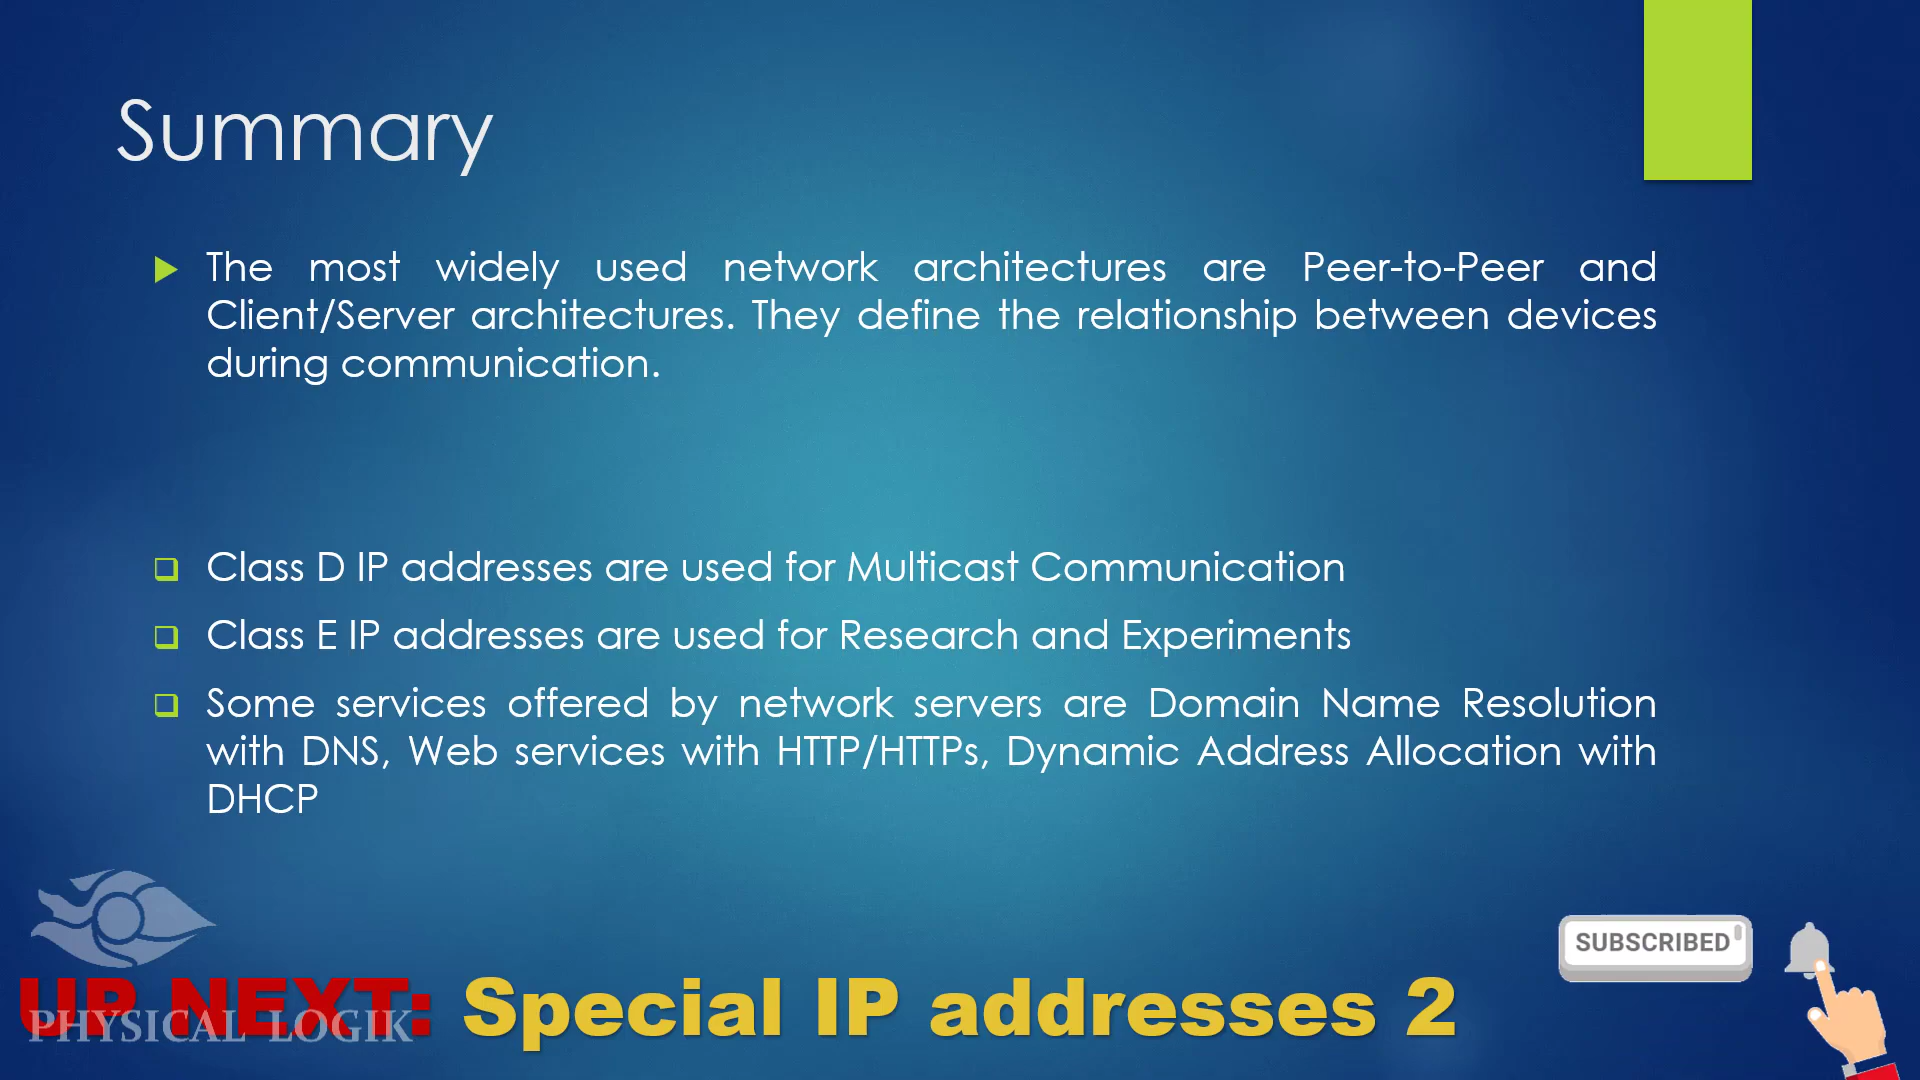 Summary
The most widely used network architectures are Peer-to-Peer and
Client/Server architectures. They define the relationship between devices
during communication.
Class D IP addresses are used for Multicast Communication
Class E IP addresses are used for Research and Experiments
Some services offered by network servers are Domain Name Resolution
with DNS, Web services with HTTP/HTTPs, Dynamic Address Allocation with
DHCP
SUBSCRIBED
UP NEXT: Special IP addresses 2
PHYSICAL LOGIK